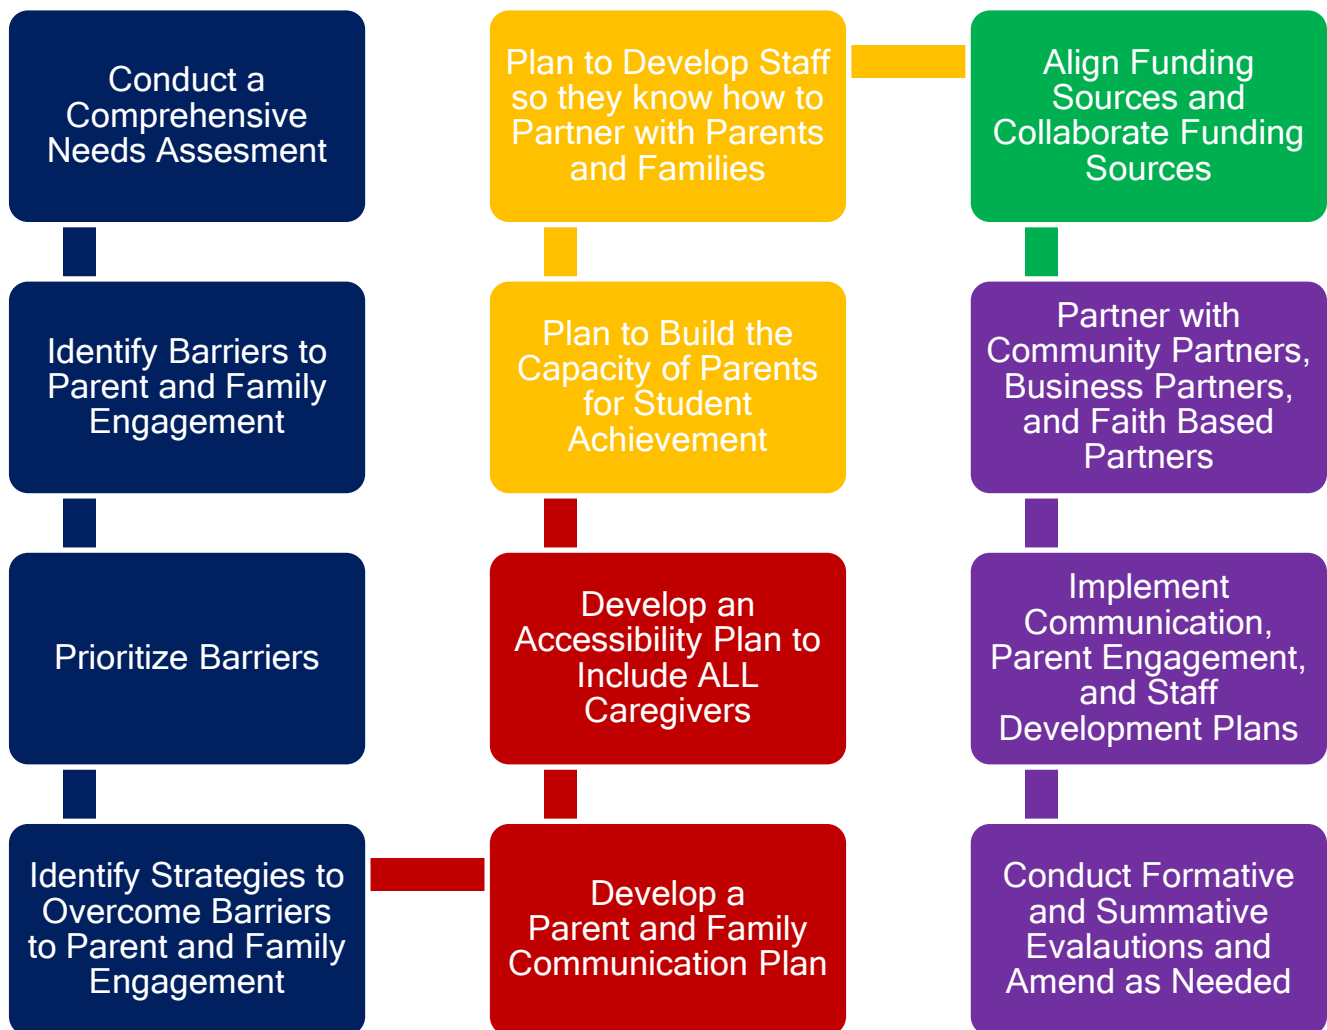 Conduct a
Comprehensive
Needs Assesment
Identify Barriers to
Parent and Family
Engagement
Prioritize Barriers
Identify Strategies to
Overcome Barriers
to Parent and Family
Engagement
Develop a
Parent and Family
Communication Plan
Develop an
Accessibility Plan to
Include ALL
Caregivers
Plan to Build the
Capacity of Parents
for Student
Achievement
Plan to Develop Staff
so they know how to
Partner with Parents
and Families
Align Funding
Sources and
Collaborate Funding
Sources
Partner with
Community Partners,
Business Partners,
and Faith Based
Partners
Implement
Communication,
Parent Engagement,
and Staff
Development Plans
Conduct Formative
and Summative
Evalautions and
Amend as Needed